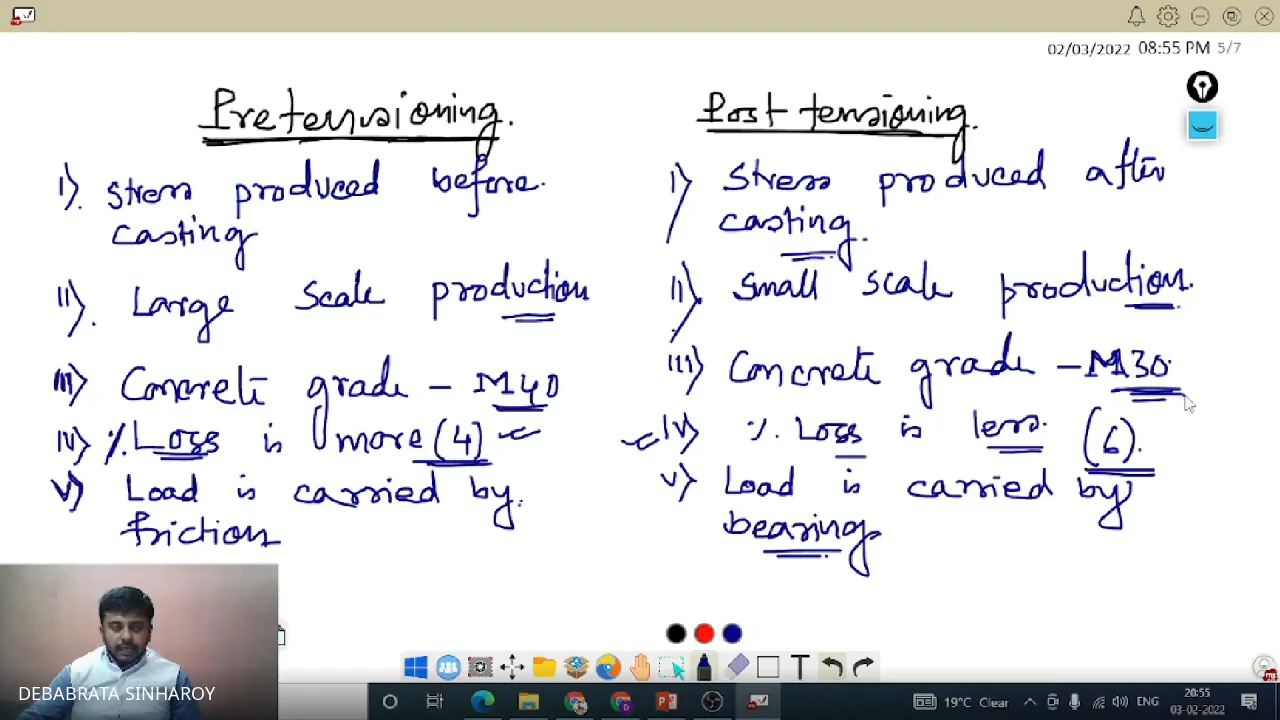 02/03/2022 08:55 PM 5/7
Pretensioning.
i). Stress produced before.
casting
ii). Large scale production
iii) Concrete grade - M40
iv) % Loss is more (4)
v) Load is carried by.
friction
Post tensioning.
i) Stress produced after
casting.
ii). Small scale production.
iii) Concrete grade - M30.
iv) % Loss is less. (6).
v) Load is carried by
bearing
DEBABRATA SINHAROY
T
19°C Clear
ENG
20:55
03-02-2022